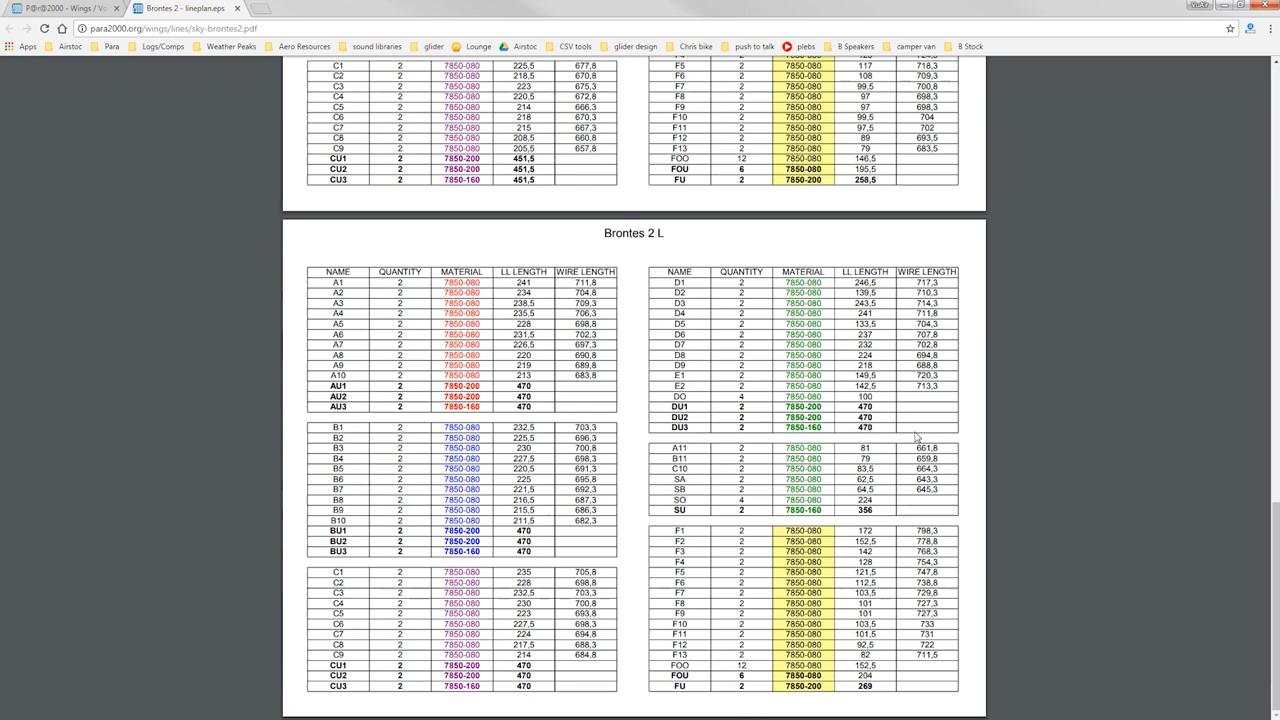 P@r@2000 - Wings / Vo
Brontes 2 - lineplan.eps
VuAir
para2000.org/wings/lines/sky-brontes2.pdf
Apps Airstoc Para Logs/Comps Weather Peaks Aero Resources sound libraries glider Lounge Airstoc CSV tools glider design Chris bike push to talk plebs B Speakers camper van B Stock
C1 2 7850-080 225,5 677,8
C2 2 7850-080 218,5 670,8
C3 2 7850-080 223 675,3
C4 2 7850-080 220,5 672,8
C5 2 7850-080 214 666,3
C6 2 7850-080 218 670,3
C7 2 7850-080 215 667,3
C8 2 7850-080 208,5 660,8
C9 2 7850-080 205,5 657,8
CU1 2 7850-200 451,5
CU2 2 7850-200 451,5
CU3 2 7850-160 451,5
F5 2 7850-080 117 718,3
F6 2 7850-080 108 709,3
F7 2 7850-080 99,5 700,8
F8 2 7850-080 97 698,3
F9 2 7850-080 97 698,3
F10 2 7850-080 99,5 704
F11 2 7850-080 97,5 702
F12 2 7850-080 89 693,5
F13 2 7850-080 79 683,5
FOO 12 7850-080 146,5
FOU 6 7850-080 195,5
FU 2 7850-200 258,5
Brontes 2 L
NAME QUANTITY MATERIAL LL LENGTH WIRE LENGTH
A1 2 7850-080 241 711,8
A2 2 7850-080 234 704,8
A3 2 7850-080 238,5 709,3
A4 2 7850-080 235,5 706,3
A5 2 7850-080 228 698,8
A6 2 7850-080 231,5 702,3
A7 2 7850-080 226,5 697,3
A8 2 7850-080 220 690,8
A9 2 7850-080 219 689,8
A10 2 7850-080 213 683,8
AU1 2 7850-200 470
AU2 2 7850-200 470
AU3 2 7850-160 470
B1 2 7850-080 232,5 703,3
B2 2 7850-080 225,5 696,3
B3 2 7850-080 230 700,8
B4 2 7850-080 227,5 698,3
B5 2 7850-080 220,5 691,3
B6 2 7850-080 225 695,8
B7 2 7850-080 221,5 692,3
B8 2 7850-080 216,5 687,3
B9 2 7850-080 215,5 686,3
B10 2 7850-080 211,5 682,3
BU1 2 7850-200 470
BU2 2 7850-200 470
BU3 2 7850-160 470
C1 2 7850-080 235 705,8
C2 2 7850-080 228 698,8
C3 2 7850-080 232,5 703,3
C4 2 7850-080 230 700,8
C5 2 7850-080 223 693,8
C6 2 7850-080 227,5 698,3
C7 2 7850-080 224 694,8
C8 2 7850-080 217,5 688,3
C9 2 7850-080 214 684,8
CU1 2 7850-200 470
CU2 2 7850-200 470
CU3 2 7850-160 470
NAME QUANTITY MATERIAL LL LENGTH WIRE LENGTH
D1 2 7850-080 246,5 717,3
D2 2 7850-080 139,5 710,3
D3 2 7850-080 243,5 714,3
D4 2 7850-080 241 711,8
D5 2 7850-080 133,5 704,3
D6 2 7850-080 237 707,8
D7 2 7850-080 232 702,8
D8 2 7850-080 224 694,8
D9 2 7850-080 218 688,8
E1 2 7850-080 149,5 720,3
E2 2 7850-080 142,5 713,3
DO 4 7850-080 100
DU1 2 7850-200 470
DU2 2 7850-200 470
DU3 2 7850-160 470
A11 2 7850-080 81 661,8
B11 2 7850-080 79 659,8
C10 2 7850-080 83,5 664,3
SA 2 7850-080 62,5 643,3
SB 2 7850-080 64,5 645,3
SO 4 7850-080 224
SU 2 7850-160 356
F1 2 7850-080 172 798,3
F2 2 7850-080 152,5 778,8
F3 2 7850-080 142 768,3
F4 2 7850-080 128 754,3
F5 2 7850-080 121,5 747,8
F6 2 7850-080 112,5 738,8
F7 2 7850-080 103,5 729,8
F8 2 7850-080 101 727,3
F9 2 7850-080 101 727,3
F10 2 7850-080 103,5 733
F11 2 7850-080 101,5 731
F12 2 7850-080 92,5 722
F13 2 7850-080 82 711,5
FOO 12 7850-080 152,5
FOU 6 7850-080 204
FU 2 7850-200 269